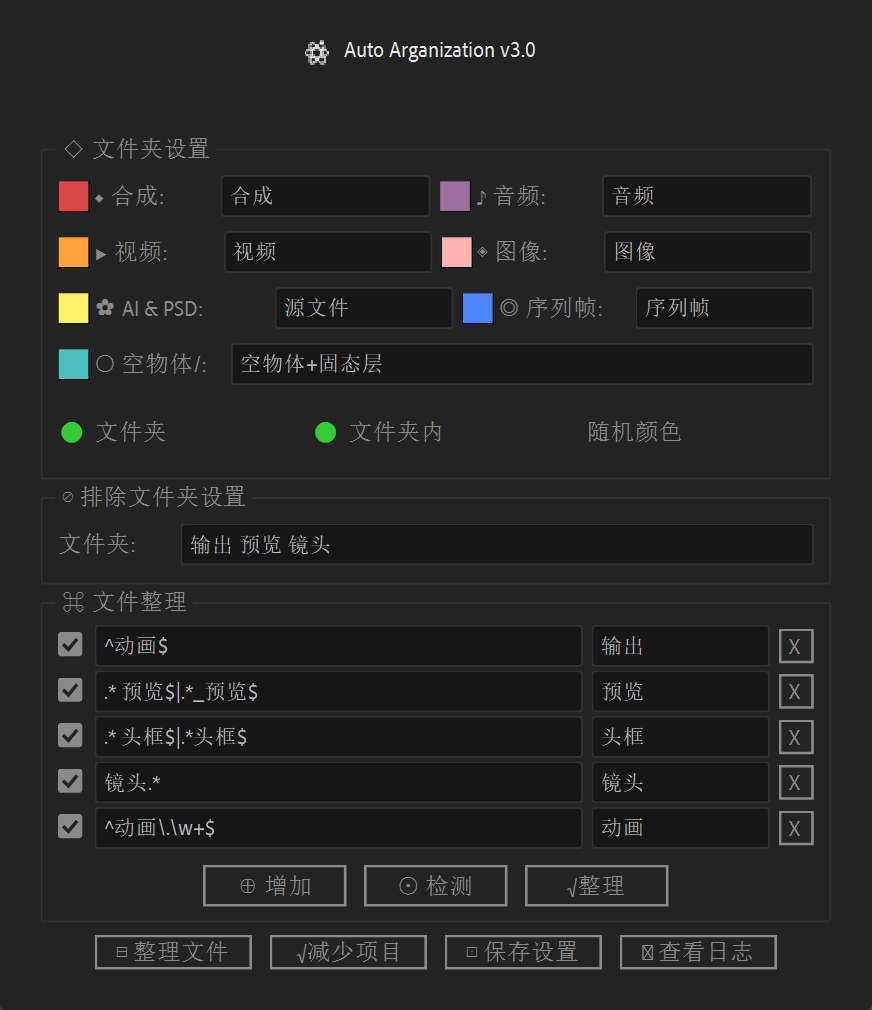 Auto Arganization v3.0
◇ 文件夹设置
⬥ 合成: 合成 ♪ 音频: 音频
▶ 视频: 视频 ◈ 图像: 图像
✿ AI & PSD: 源文件 ◎ 序列帧: 序列帧
〇 空物体/: 空物体+固态层
文件夹 文件夹内 随机颜色
⊘ 排除文件夹设置
文件夹: 输出 预览 镜头
⌘ 文件整理
^动画$ 输出 X
.* 预览$|.*_预览$ 预览 X
.* 头框$|.*头框$ 头框 X
镜头.* 镜头 X
^动画\.\w+$ 动画 X
⊕ 增加 ⊙ 检测 √整理
⊟ 整理文件 √减少项目 ⊡ 保存设置 查看日志